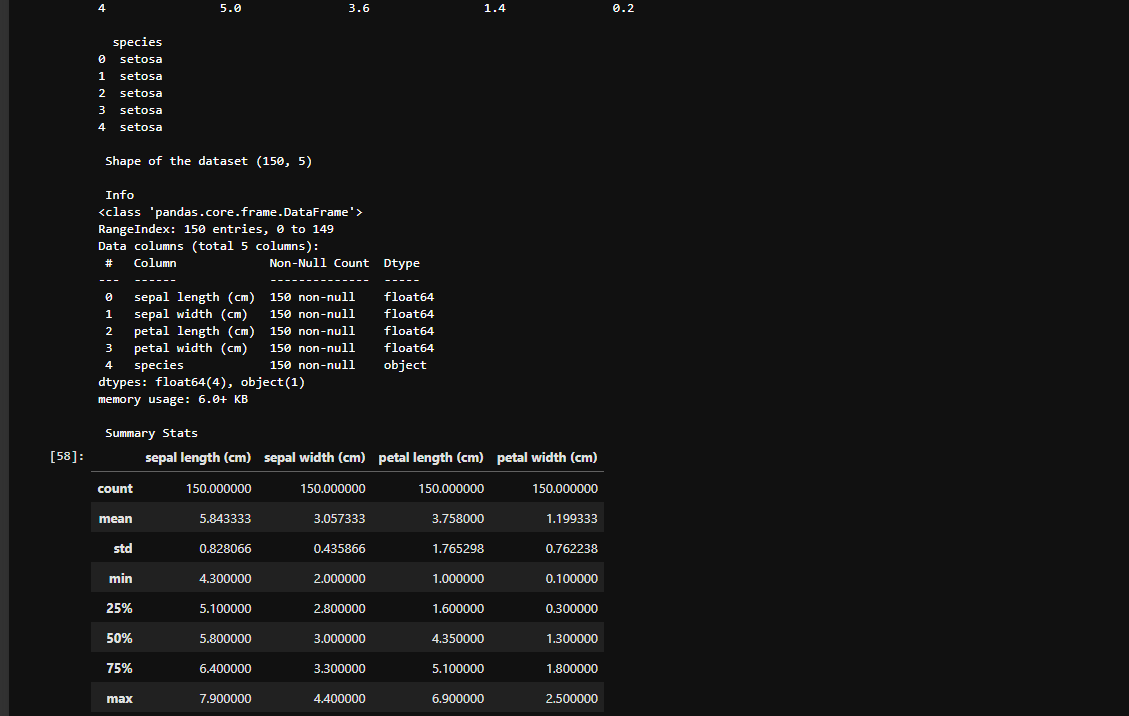 4 5.0 3.6 1.4 0.2
species
0 setosa
1 setosa
2 setosa
3 setosa
4 setosa
Shape of the dataset (150, 5)
Info
<class 'pandas.core.frame.DataFrame'>
RangeIndex: 150 entries, 0 to 149
Data columns (total 5 columns):
# Column Non-Null Count Dtype
--- ------ -------------- -----
0 sepal length (cm) 150 non-null float64
1 sepal width (cm) 150 non-null float64
2 petal length (cm) 150 non-null float64
3 petal width (cm) 150 non-null float64
4 species 150 non-null object
dtypes: float64(4), object(1)
memory usage: 6.0+ KB
Summary Stats
[58]: sepal length (cm) sepal width (cm) petal length (cm) petal width (cm)
count 150.000000 150.000000 150.000000 150.000000
mean 5.843333 3.057333 3.758000 1.199333
std 0.828066 0.435866 1.765298 0.762238
min 4.300000 2.000000 1.000000 0.100000
25% 5.100000 2.800000 1.600000 0.300000
50% 5.800000 3.000000 4.350000 1.300000
75% 6.400000 3.300000 5.100000 1.800000
max 7.900000 4.400000 6.900000 2.500000